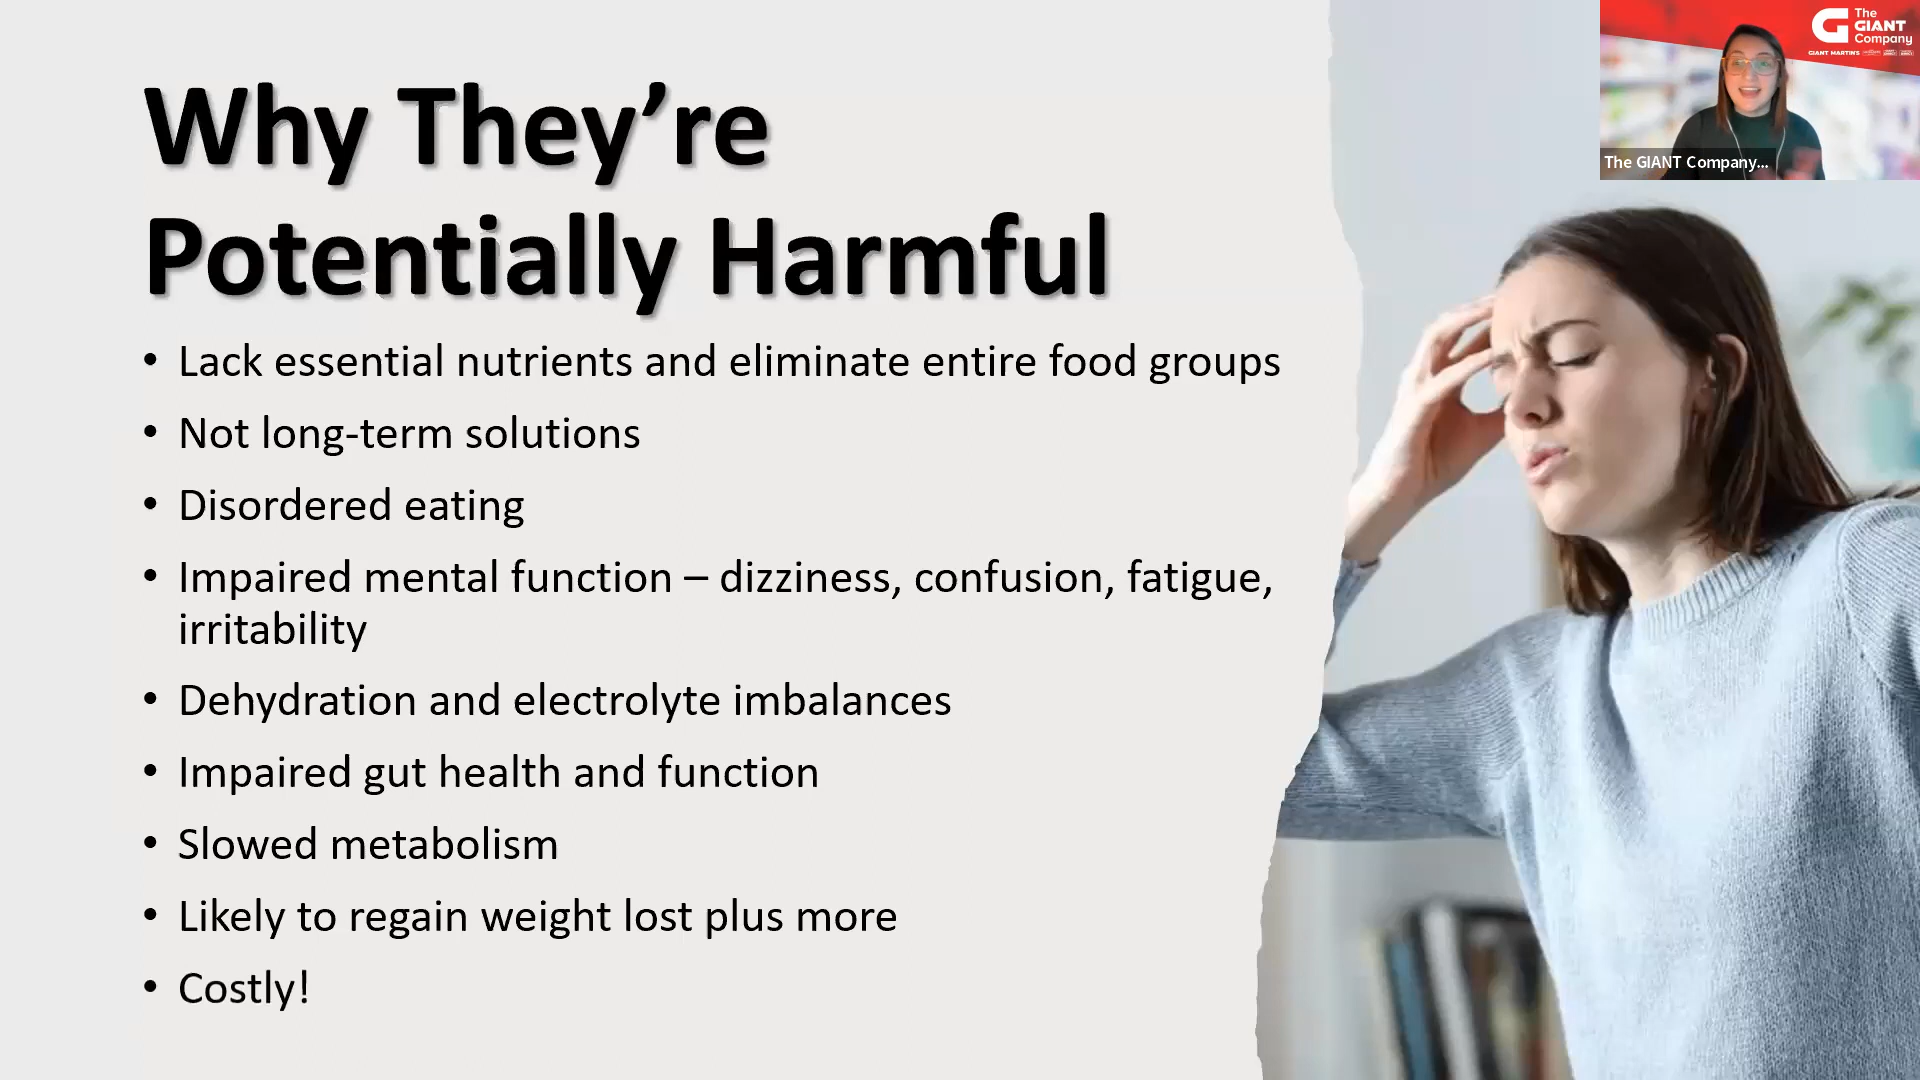 Why They’re
Potentially Harmful
• Lack essential nutrients and eliminate entire food groups
• Not long-term solutions
• Disordered eating
• Impaired mental function – dizziness, confusion, fatigue,
irritability
• Dehydration and electrolyte imbalances
• Impaired gut health and function
• Slowed metabolism
• Likely to regain weight lost plus more
• Costly!
The
GIANT
Company
GIANT MARTIN'S
The GIANT Company...